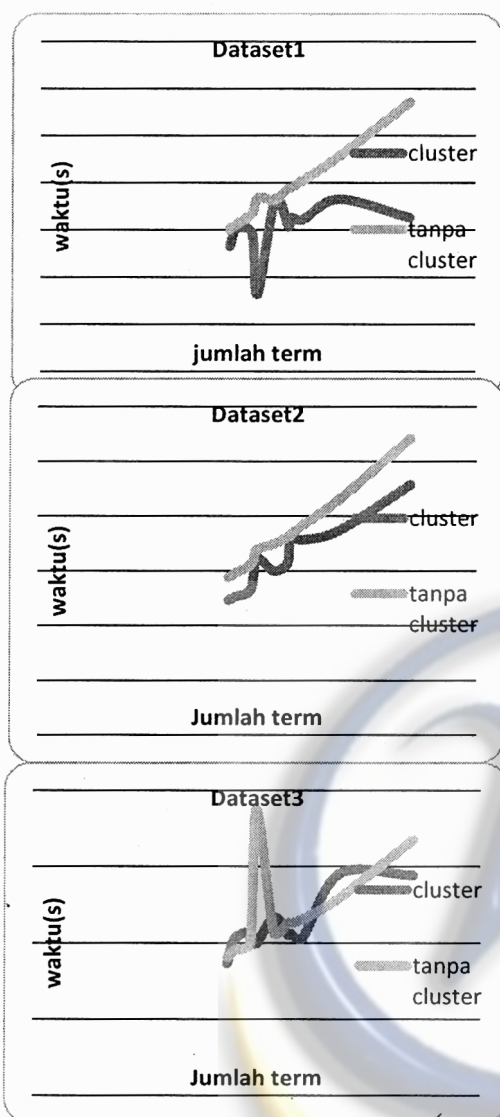 Dataset1
waktu(s)
cluster
tanpa
cluster
jumlah term
Dataset2
waktu(s)
cluster
tanpa
cluster
Jumlah term
Dataset3
waktu(s)
cluster
tanpa
cluster
Jumlah term